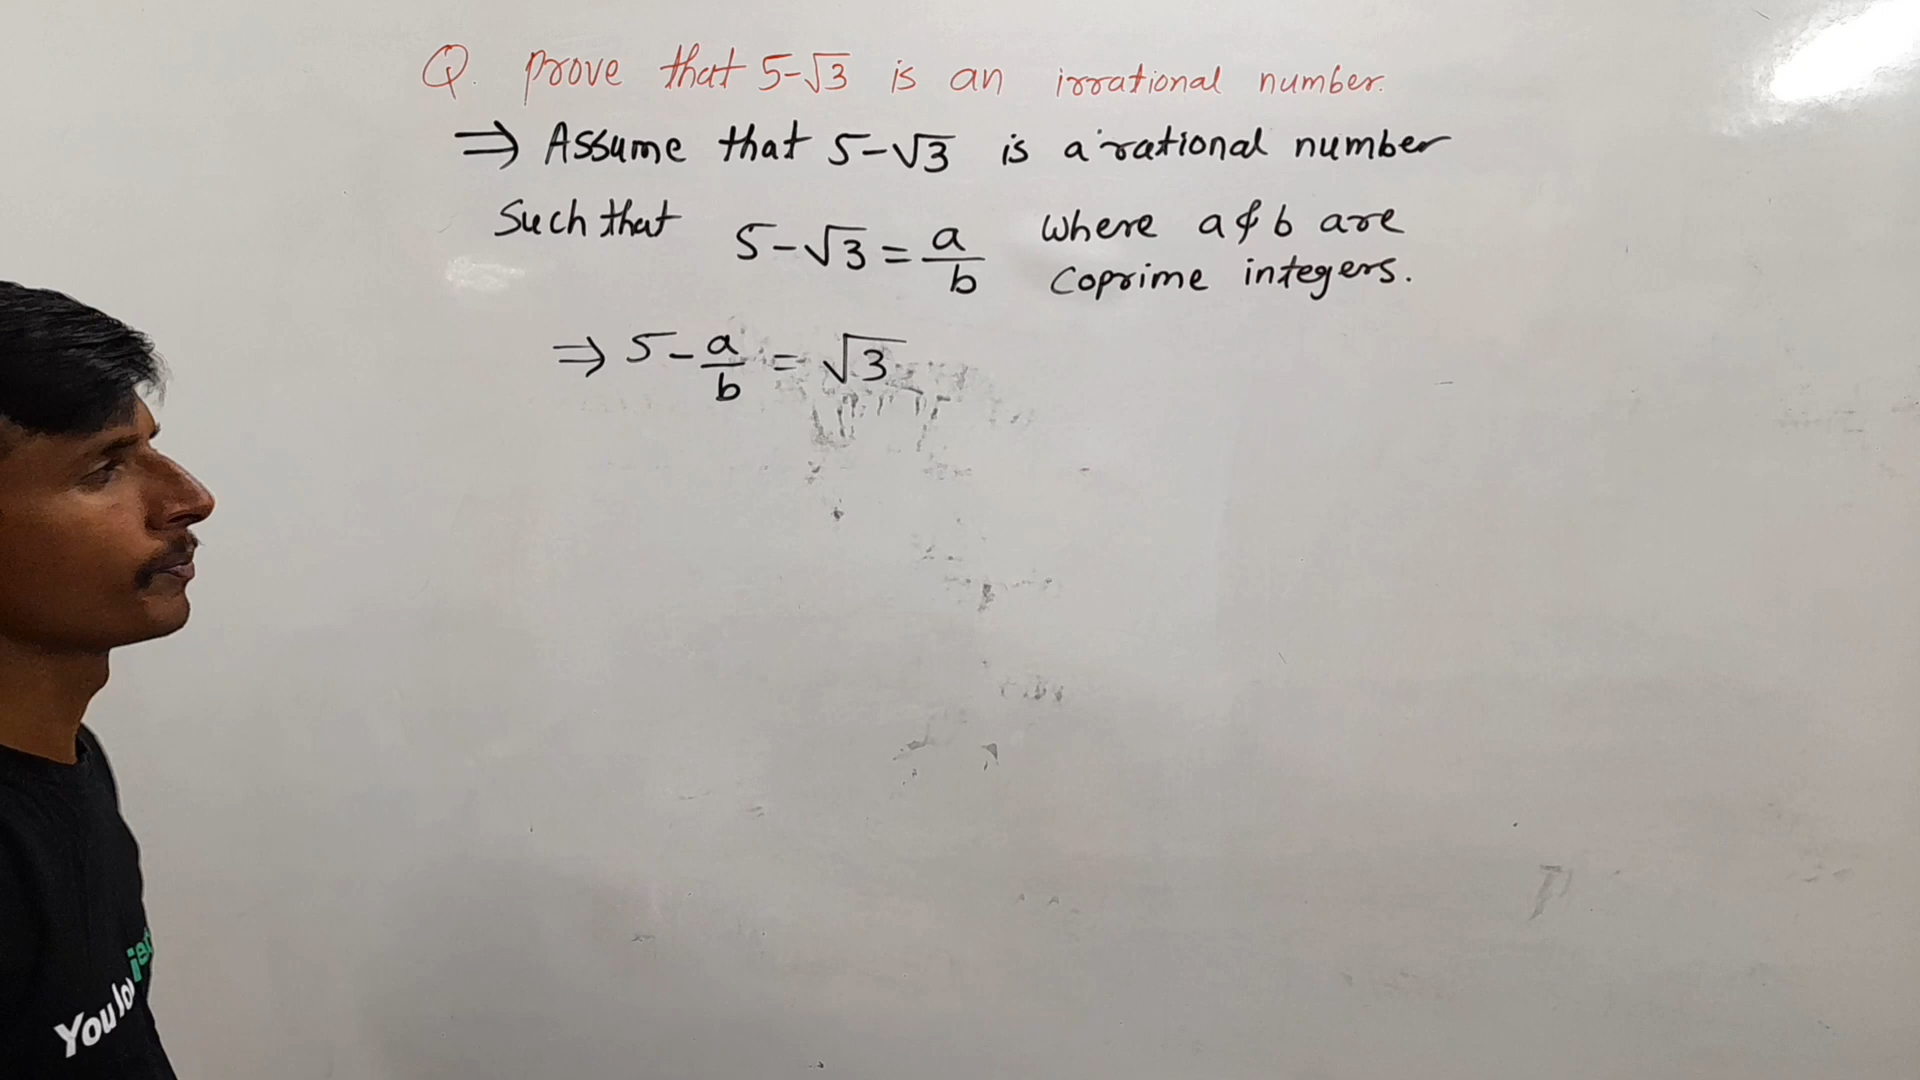 Q. Prove that 5-√3 is an irrational number.
⇒ Assume that 5-√3 is a rational number
Such that 5-√3 = a/b where a & b are
Coprime integers.
⇒ 5 - a/b = √3
You